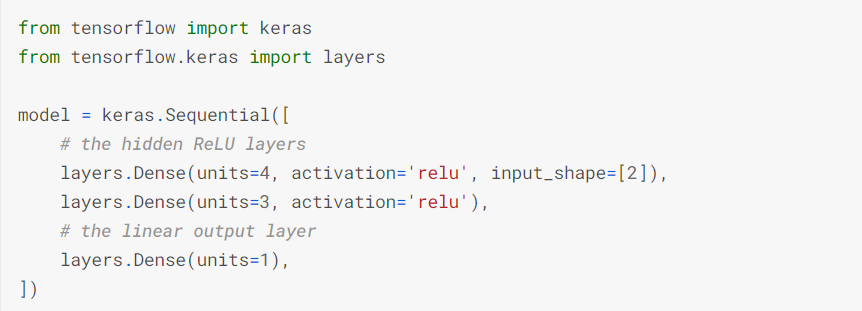 from tensorflow import keras
from tensorflow.keras import layers

model = keras.Sequential([
    # the hidden ReLU layers
    layers.Dense(units=4, activation='relu', input_shape=[2]),
    layers.Dense(units=3, activation='relu'),
    # the linear output layer
    layers.Dense(units=1),
])